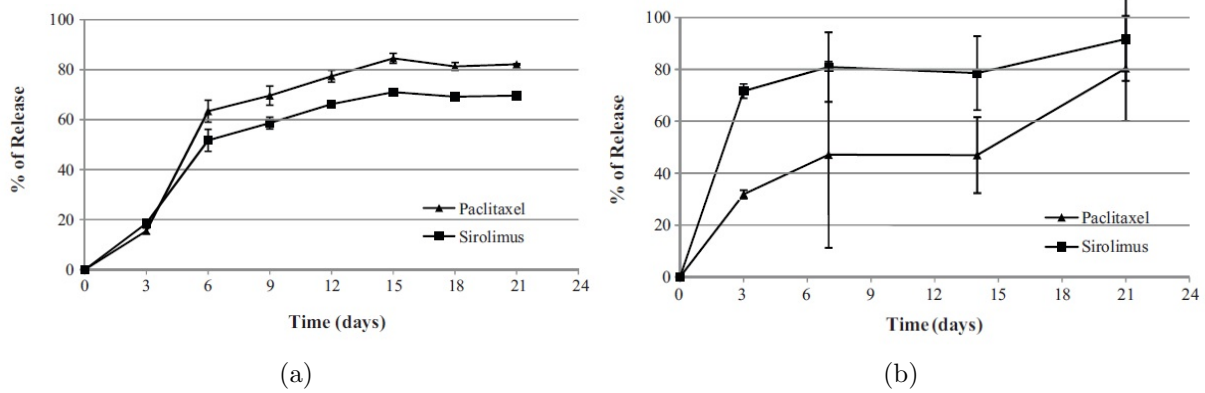 100
80
60
40
20
0
% of Release
Paclitaxel
Sirolimus
0 3 6 9 12 15 18 21 24
Time (days)
(a)
100
80
60
40
20
0
% of Release
Paclitaxel
Sirolimus
0 3 6 9 12 15 18 21 24
Time (days)
(b)